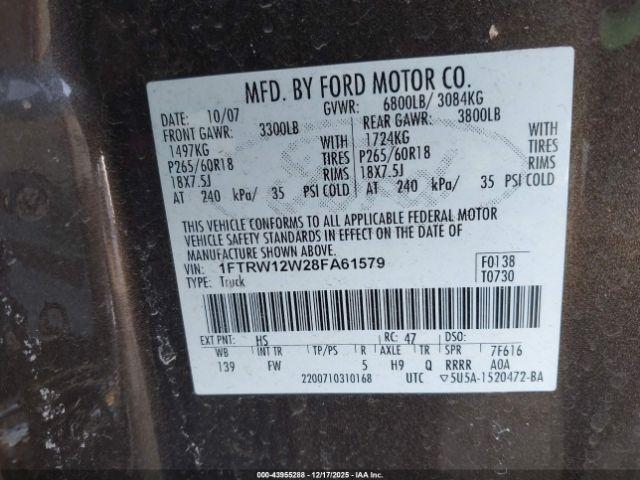 MFD. BY FORD MOTOR CO.
DATE: 10/07 GVWR: 6800LB/ 3084KG
FRONT GAWR: 3300LB REAR GAWR: 3800LB
1497KG WITH 1724KG WITH
P265/60R18 TIRES P265/60R18 TIRES
18X7.5J RIMS 18X7.5J RIMS
AT 240 kPa/ 35 PSI COLD AT 240 kPa/ 35 PSI COLD
THIS VEHICLE CONFORMS TO ALL APPLICABLE FEDERAL MOTOR
VEHICLE SAFETY STANDARDS IN EFFECT ON THE DATE OF
MANUFACTURE SHOWN ABOVE.
VIN: 1FTRW12W28FA61579 F0138
TYPE: Truck T0730
EXT PNT: HS RC: 47 DSO:
WB INT TR TP/PS R AXLE TR SPR 7F616
139 FW 5 H9 Q RRRR A0A
2200710310168 UTC ▽5U5A-1520472-BA
000-43955288 - 12/17/2025 - IAAI.COM